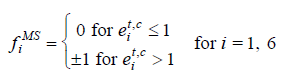 f_i^{MS} = { 0 for e_i^{t,c} ≤ 1
±1 for e_i^{t,c} > 1
for i = 1, 6